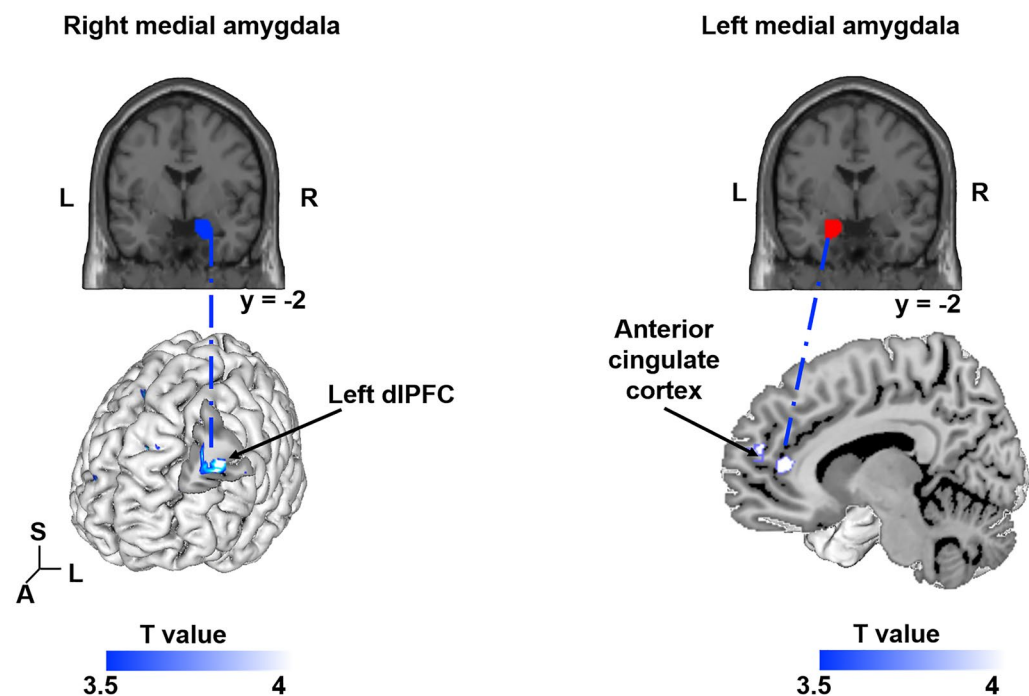 Right medial amygdala
Left medial amygdala
L
R
L
R
y = -2
y = -2
Anterior
cingulate
cortex
Left dlPFC
S
L
A
T value
3.5
4
T value
3.5
4